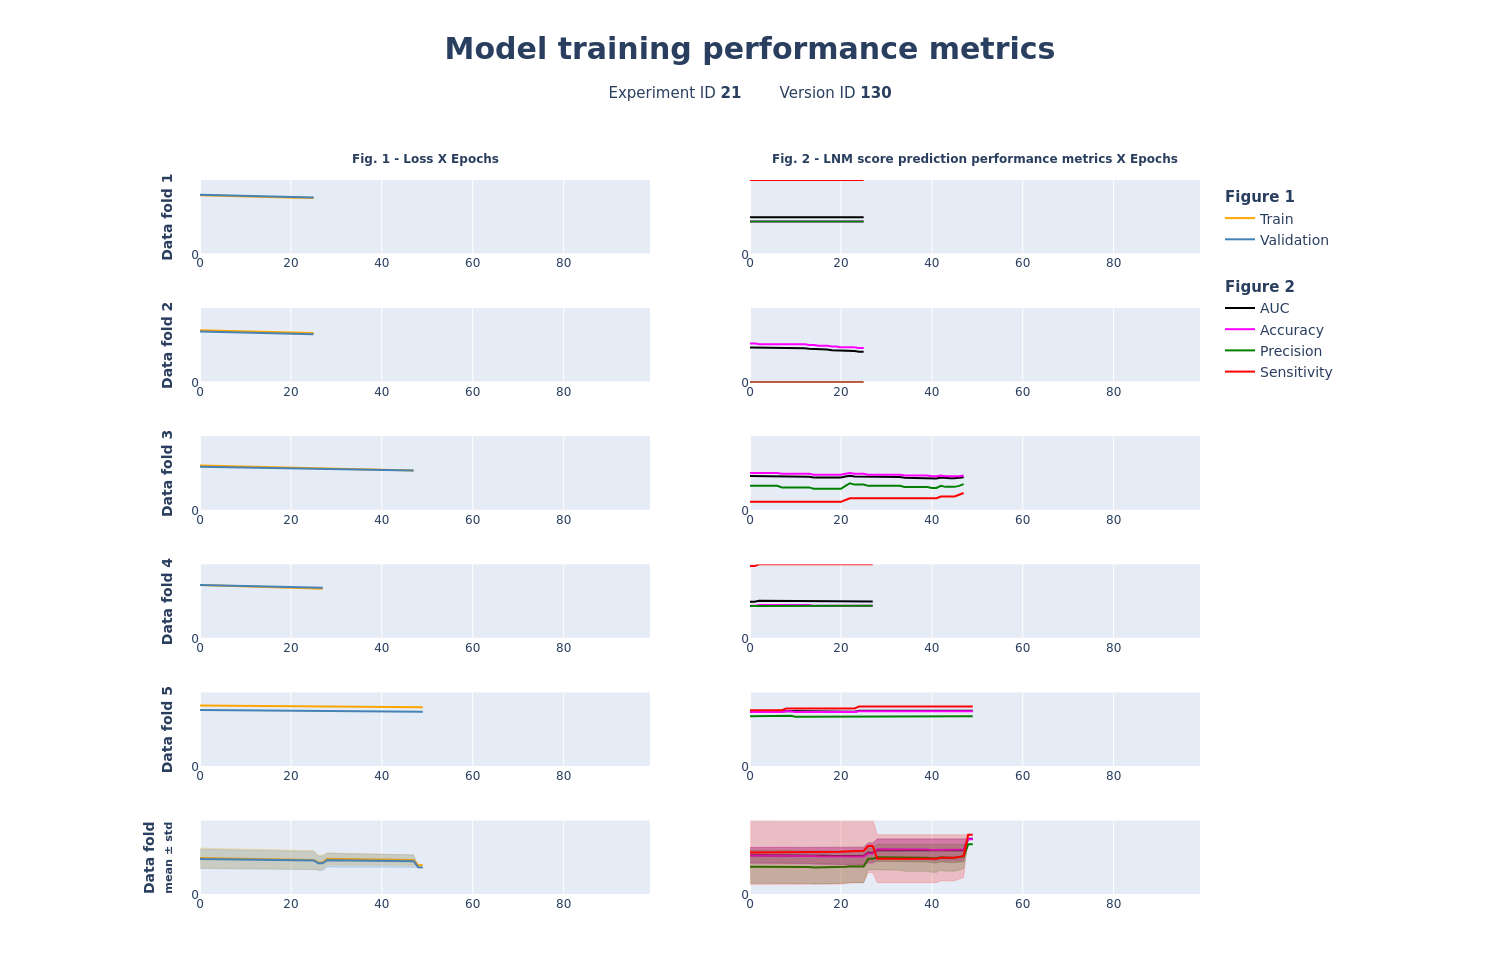 Model training performance metrics
Experiment ID 21 Version ID 130
Fig. 1 - Loss X Epochs
Fig. 2 - LNM score prediction performance metrics X Epochs
Data fold 1
0
0 20 40 60 80
0
0 20 40 60 80
Figure 1
Train
Validation
Figure 2
AUC
Accuracy
Precision
Sensitivity
Data fold 2
0
0 20 40 60 80
0
0 20 40 60 80
Data fold 3
0
0 20 40 60 80
0
0 20 40 60 80
Data fold 4
0
0 20 40 60 80
0
0 20 40 60 80
Data fold 5
0
0 20 40 60 80
0
0 20 40 60 80
Data fold
mean ± std
0
0 20 40 60 80
0
0 20 40 60 80